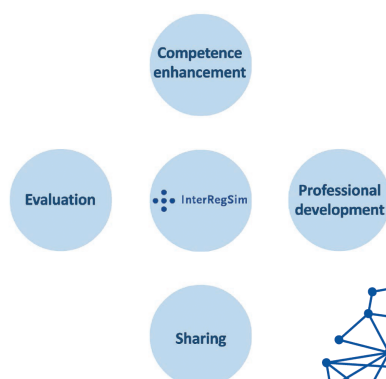 Competence
enhancement
Evaluation
InterRegSim
Professional
development
Sharing